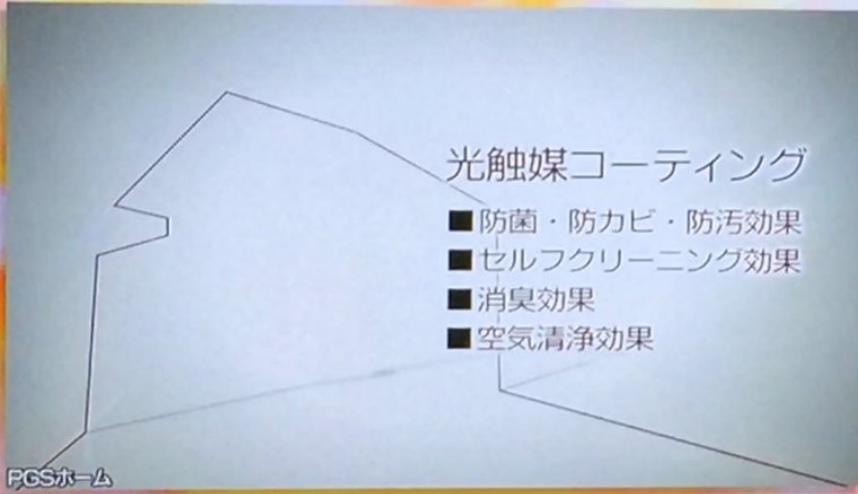 光触媒コーティング
■防菌・防カビ・防汚効果
■セルフクリーニング効果
■消臭効果
■空気清浄効果
PGSホーム